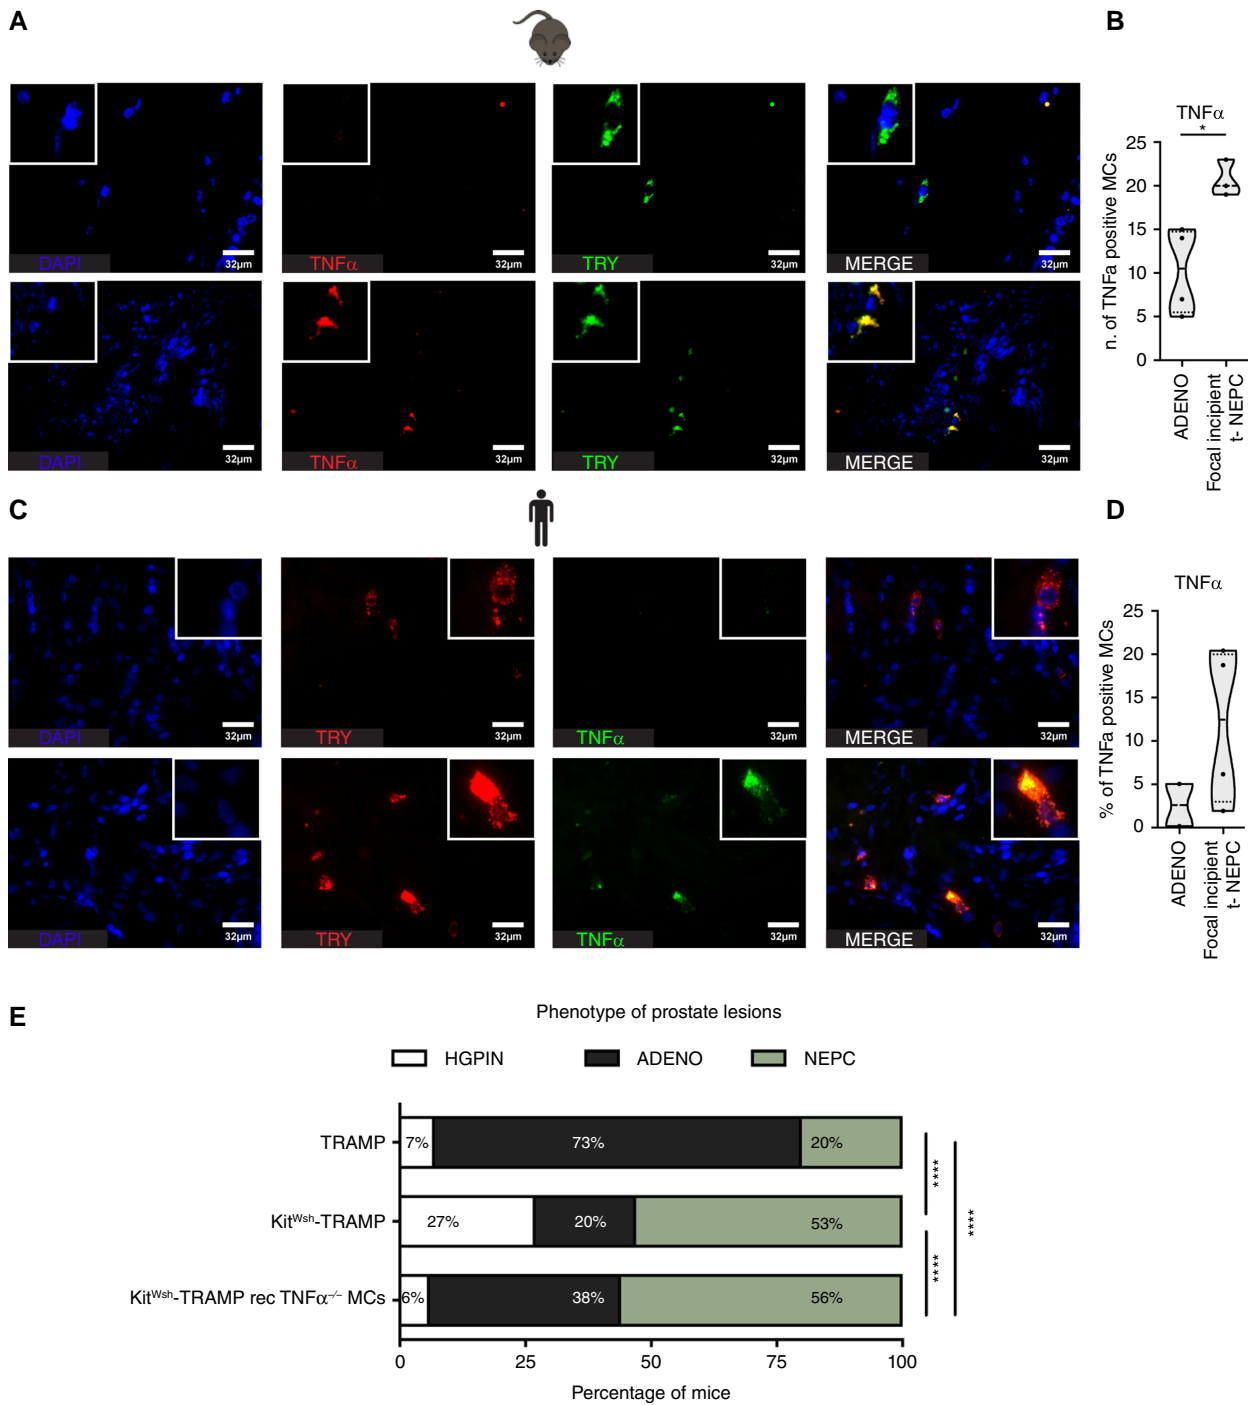 A
B
DAPI
32µm
TNFα
32µm
TRY
32µm
MERGE
32µm
DAPI
32µm
TNFα
32µm
TRY
32µm
MERGE
32µm
TNFα
*
n. of TNFa positive MCs
25
20
15
10
5
0
ADENO
Focal incipient
t- NEPC
C
D
DAPI
32µm
TRY
32µm
TNFα
32µm
MERGE
32µm
DAPI
32µm
TRY
32µm
TNFα
32µm
MERGE
32µm
TNFα
% of TNFa positive MCs
25
20
15
10
5
0
ADENO
Focal incipient
t- NEPC
E
Phenotype of prostate lesions
HGPIN ADENO NEPC
TRAMP 7% 73% 20%
Kit^Wsh-TRAMP 27% 20% 53%
Kit^Wsh-TRAMP rec TNFα^–/– MCs 6% 38% 56%
****
****
****
0 25 50 75 100
Percentage of mice